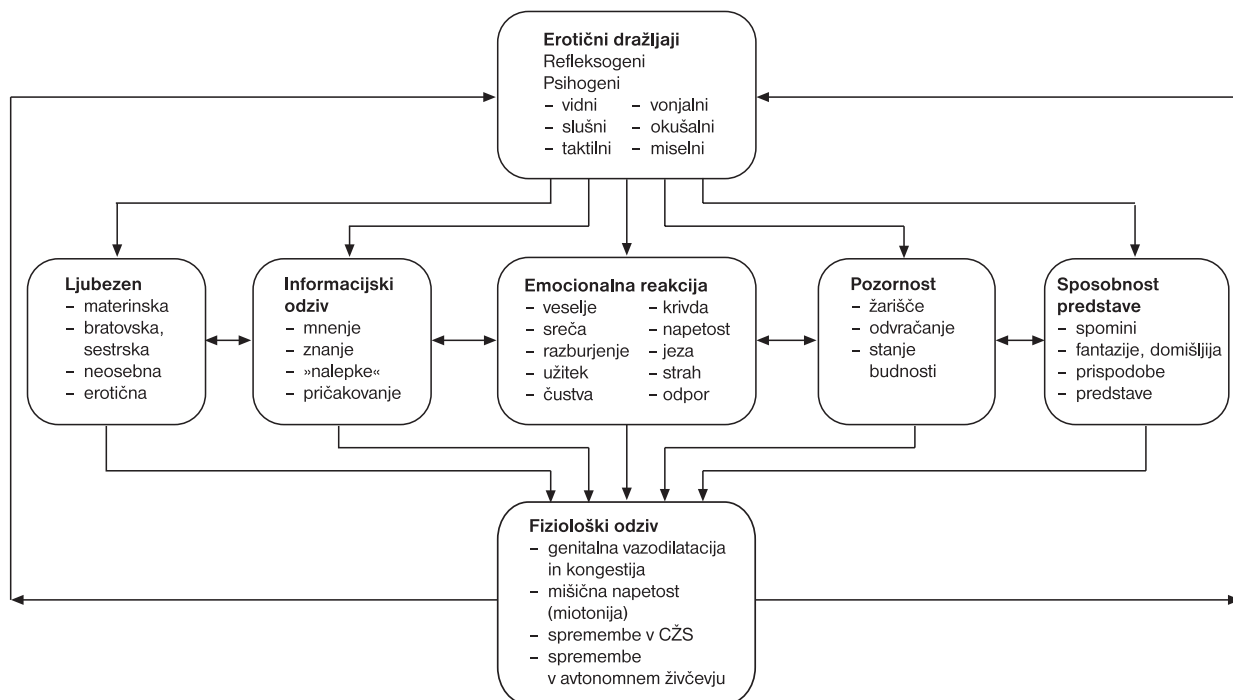 Erotični dražljaji
Refleksogeni
Psihogeni
– vidni – vonjalni
– slušni – okušalni
– taktilni – miselni
Ljubezen
– materinska
– bratovska,
sestrska
– neosebna
– erotična
Informacijski
odziv
– mnenje
– znanje
– »nalepke«
– pričakovanje
Emocionalna reakcija
– veselje – krivda
– sreča – napetost
– razburjenje – jeza
– užitek – strah
– čustva – odpor
Pozornost
– žarišče
– odvračanje
– stanje
budnosti
Sposobnost
predstave
– spomini
– fantazije, domišljija
– prispodobe
– predstave
Fiziološki odziv
– genitalna vazodilatacija
in kongestija
– mišična napetost
(miotonija)
– spremembe v CŽS
– spremembe
v avtonomnem živčevju